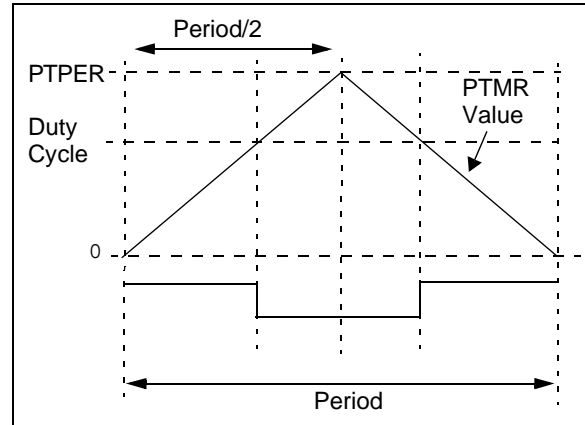 Period/2
PTPER
PTMR
Value
Duty
Cycle
0
Period